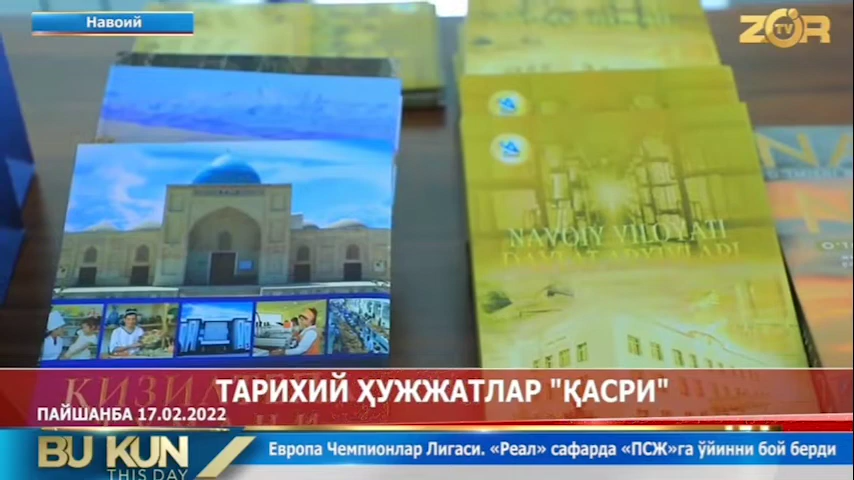 Навоий
ZOR TV
NAVOIY VILOYATI
DAVLAT ARXIVLARI
NA
ТАРИХИЙ ҲУЖЖАТЛАР "ҚАСРИ"
ПАЙШАНБА 17.02.2022
BU KUN
THIS DAY
Европа Чемпионлар Лигаси. «Реал» сафарда «ПСЖ»га ўйинни бой берди